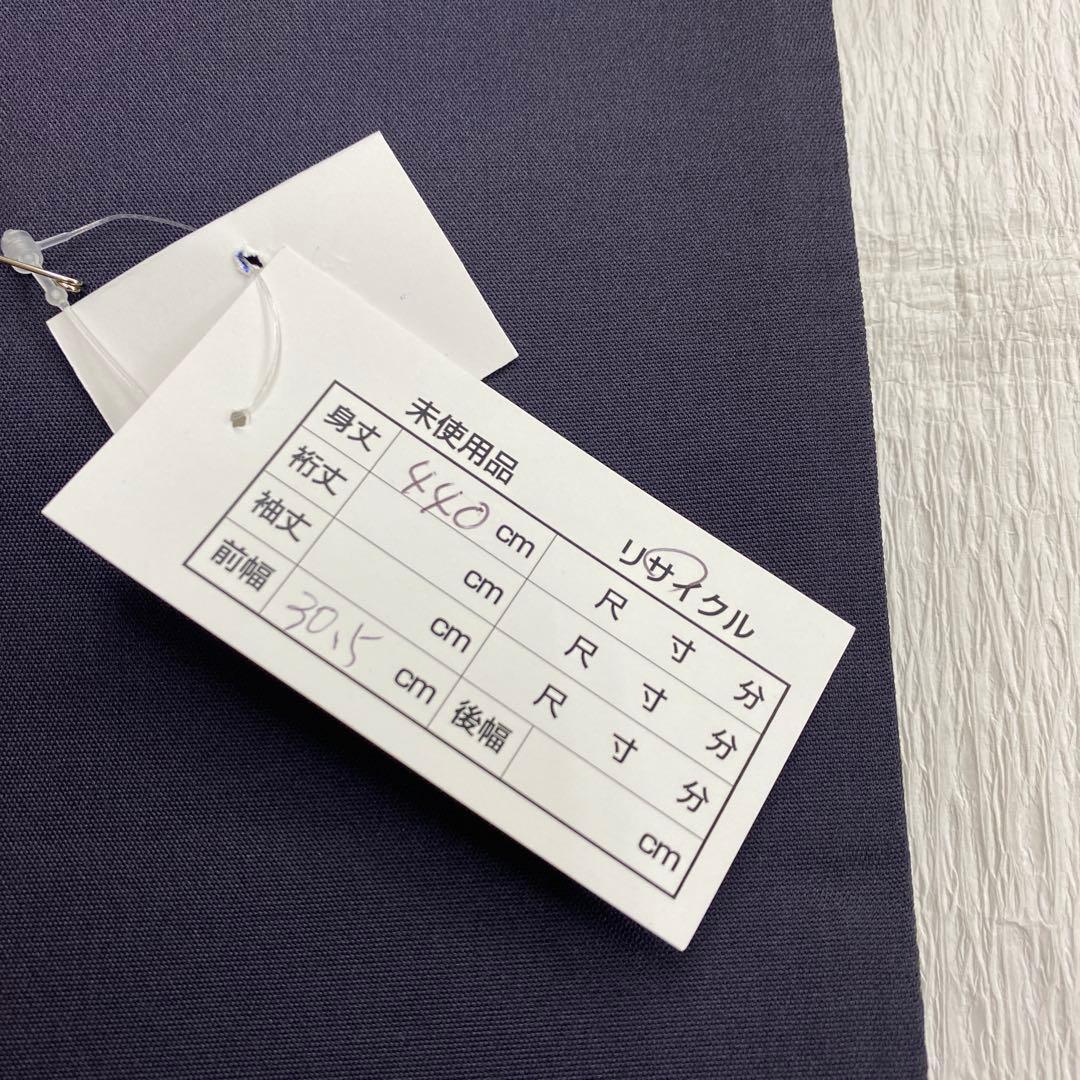 未使用品 リサイクル
身丈 440 cm 尺 寸 分
裄丈 cm 尺 寸 分
袖丈 cm 尺 寸 分
前幅 30.5 cm 後幅 cm